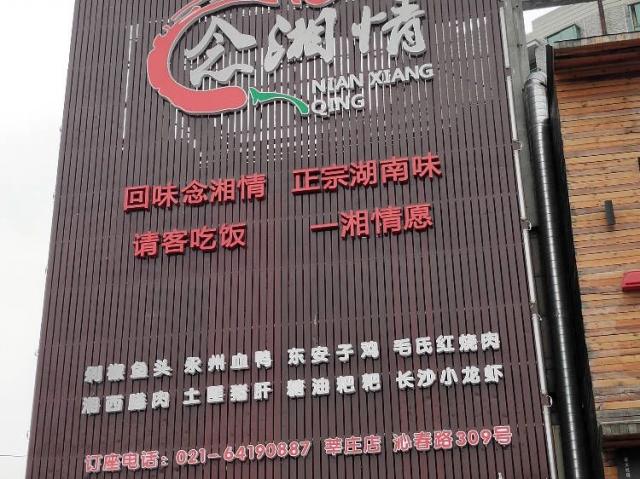 念湘情
NIAN XIANG
QING
回味念湘情 正宗湖南味
请客吃饭 一湘情愿
剁椒鱼头 永州血鸭 东安子鸡 毛氏红烧肉
湘西腊肉 土匪猪肝 糖油粑粑 长沙小龙虾
订座电话：021-64190887 莘庄店 沁春路309号